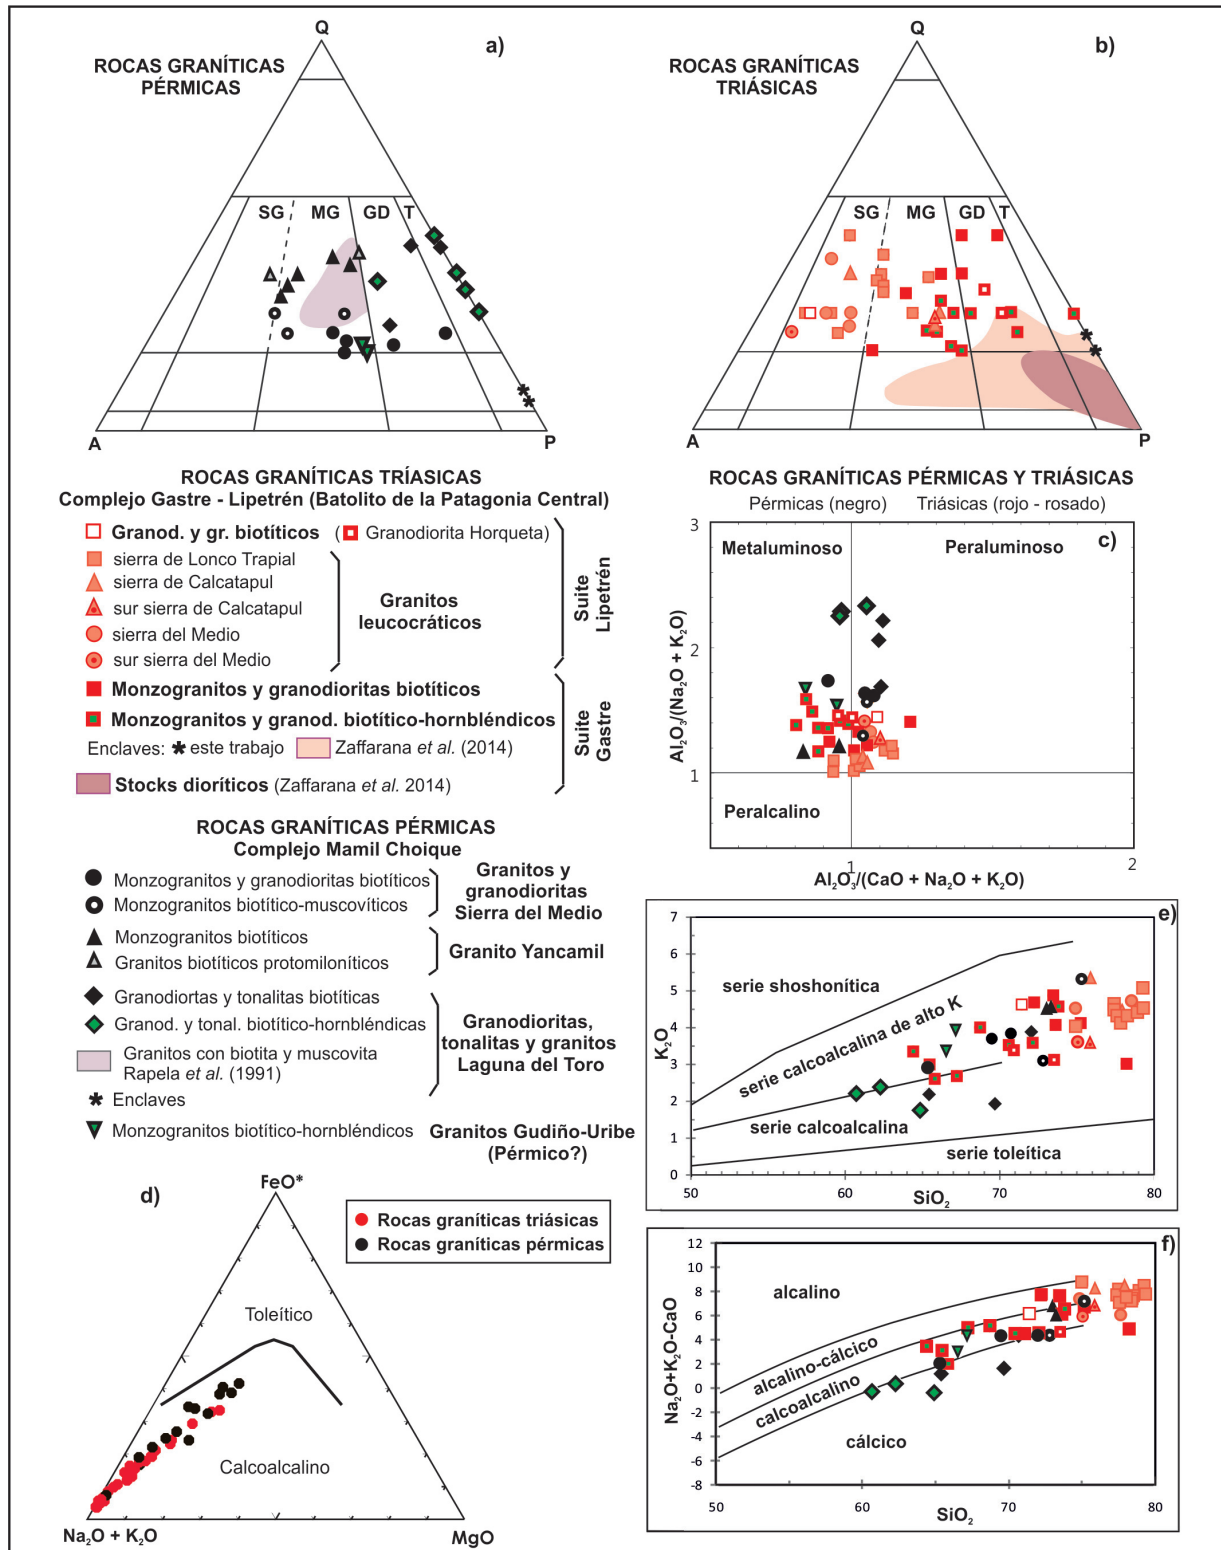 Q
a)
ROCAS GRANÍTICAS
PÉRMICAS
SG MG GD T
A
P
Q
b)
ROCAS GRANÍTICAS
TRIÁSICAS
SG MG GD T
A
P
ROCAS GRANÍTICAS TRÍASICAS
Complejo Gastre - Lipetrén (Batolito de la Patagonia Central)
Granod. y gr. biotíticos ( Granodiorita Horqueta)
sierra de Lonco Trapial
sierra de Calcatapul
sur sierra de Calcatapul
sierra del Medio
sur sierra del Medio
Granitos
leucocráticos
Suite
Lipetrén
Monzogranitos y granodioritas biotíticos
Monzogranitos y granod. biotítico-hornbléndicos
Enclaves: * este trabajo Zaffarana et al. (2014)
Stocks dioríticos (Zaffarana et al. 2014)
Suite
Gastre
ROCAS GRANÍTICAS PÉRMICAS
Complejo Mamil Choique
Monzogranitos y granodioritas biotíticos
Monzogranitos biotítico-muscovíticos
Granitos y
granodioritas
Sierra del Medio
Monzogranitos biotíticos
Granitos biotíticos protomiloníticos
Granito Yancamil
Granodiortas y tonalitas biotíticas
Granod. y tonal. biotítico-hornbléndicas
Granitos con biotita y muscovita
Rapela et al. (1991)
Enclaves
Granodioritas,
tonalitas y granitos
Laguna del Toro
Monzogranitos biotítico-hornbléndicos
Granitos Gudiño-Uribe
(Pérmico?)
ROCAS GRANÍTICAS PÉRMICAS Y TRIÁSICAS
Pérmicas (negro) Triásicas (rojo - rosado)
c)
Metaluminoso
Peraluminoso
Peralcalino
3
2
1
1
2
Al₂O₃/(Na₂O + K₂O)
Al₂O₃/(CaO + Na₂O + K₂O)
d)
FeO*
Rocas graníticas triásicas
Rocas graníticas pérmicas
Toleítico
Calcoalcalino
Na₂O + K₂O
MgO
e)
7
6
5
4
3
2
1
0
K₂O
serie shoshonítica
serie calcoalcalina de alto K
serie calcoalcalina
serie toleítica
50 60 70 80
SiO₂
f)
12
10
8
6
4
2
0
-2
-4
-6
-8
Na₂O+K₂O-CaO
alcalino
alcalino-cálcico
calcoalcalino
cálcico
50 60 70 80
SiO₂